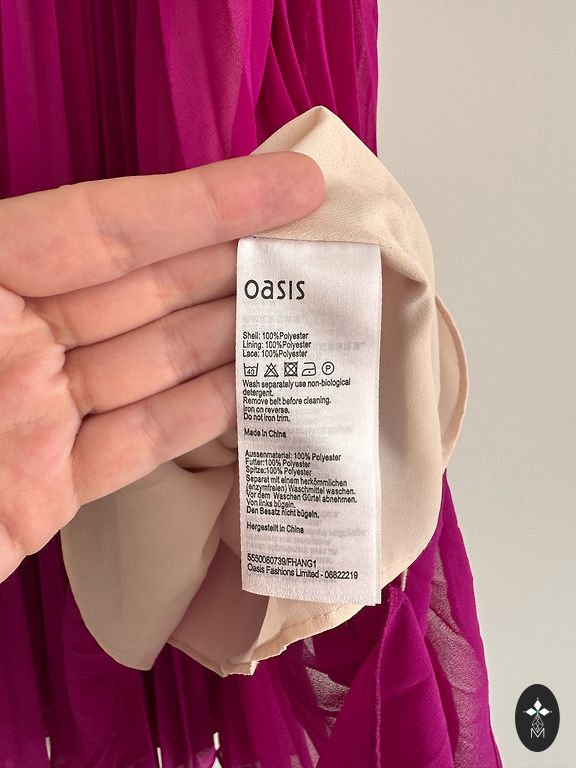 oasis
Shell: 100%Polyester
Lining: 100%Polyester
Lace: 100%Polyester
40 P
Wash separately use non-biological
detergent.
Remove belt before cleaning.
Iron on reverse.
Do not iron trim.
Made in China
Aussenmaterial: 100% Polyester
Futter:100% Polyester
Spitze:100% Polyester
Separat mit einem herkömmlichen
(enzymfreien) Waschmittel waschen.
Vor dem Waschen Gürtel abnehmen.
Von links bügeln.
Den Besatz nicht bügeln.
Hergestellt in China
5550080739/FHANG1
Oasis Fashions Limited - 06822219
M